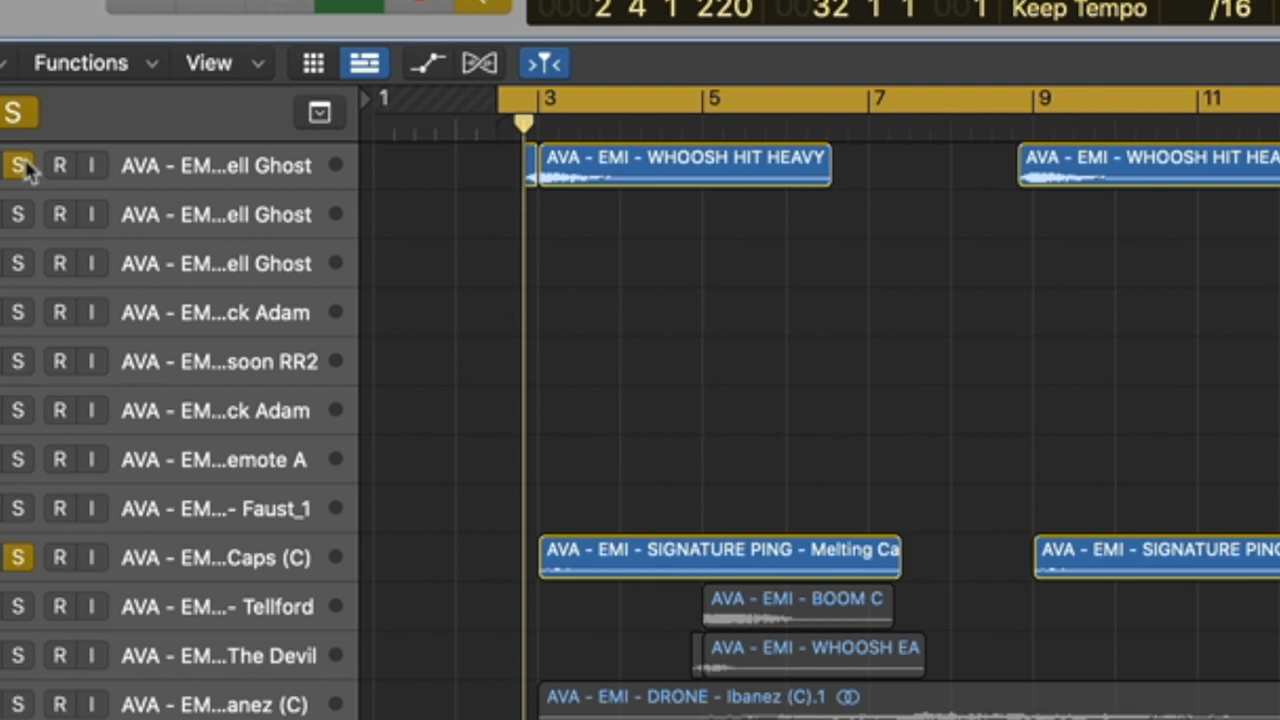 000 2 4 1 220 00 32 1 1 00 1 Keep Tempo /16
Functions View
S 1 3 5 7 9 11
S R I AVA - EM...ell Ghost AVA - EMI - WHOOSH HIT HEAVY AVA - EMI - WHOOSH HIT HEA
S R I AVA - EM...ell Ghost
S R I AVA - EM...ell Ghost
S R I AVA - EM...ck Adam
S R I AVA - EM...soon RR2
S R I AVA - EM...ck Adam
S R I AVA - EM...emote A
S R I AVA - EM...- Faust_1
S R I AVA - EM...Caps (C) AVA - EMI - SIGNATURE PING - Melting Ca AVA - EMI - SIGNATURE PING
S R I AVA - EM...- Tellford AVA - EMI - BOOM C
S R I AVA - EM...The Devil AVA - EMI - WHOOSH EA
S R I AVA - EM...anez (C) AVA - EMI - DRONE - Ibanez (C).1